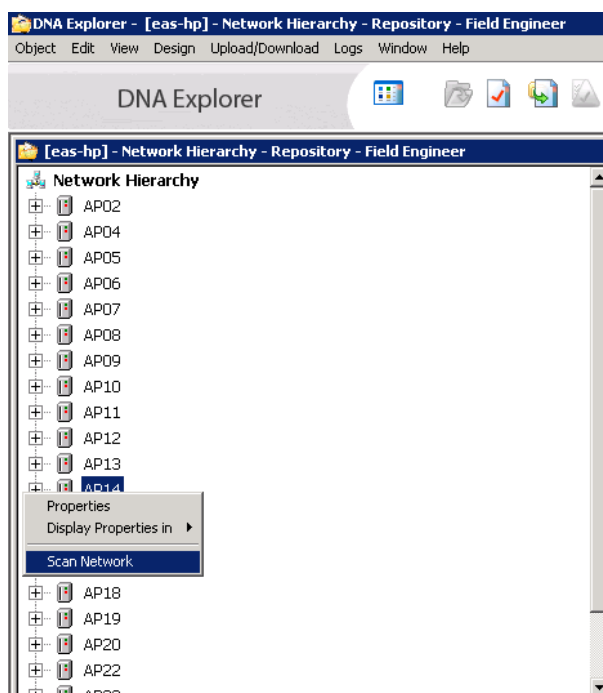 DNA Explorer - [eas-hp] - Network Hierarchy - Repository - Field Engineer
Object Edit View Design Upload/Download Logs Window Help
DNA Explorer
[eas-hp] - Network Hierarchy - Repository - Field Engineer
Network Hierarchy
AP02
AP04
AP05
AP06
AP07
AP08
AP09
AP10
AP11
AP12
AP13
AP14
Properties
Display Properties in
Scan Network
AP18
AP19
AP20
AP22